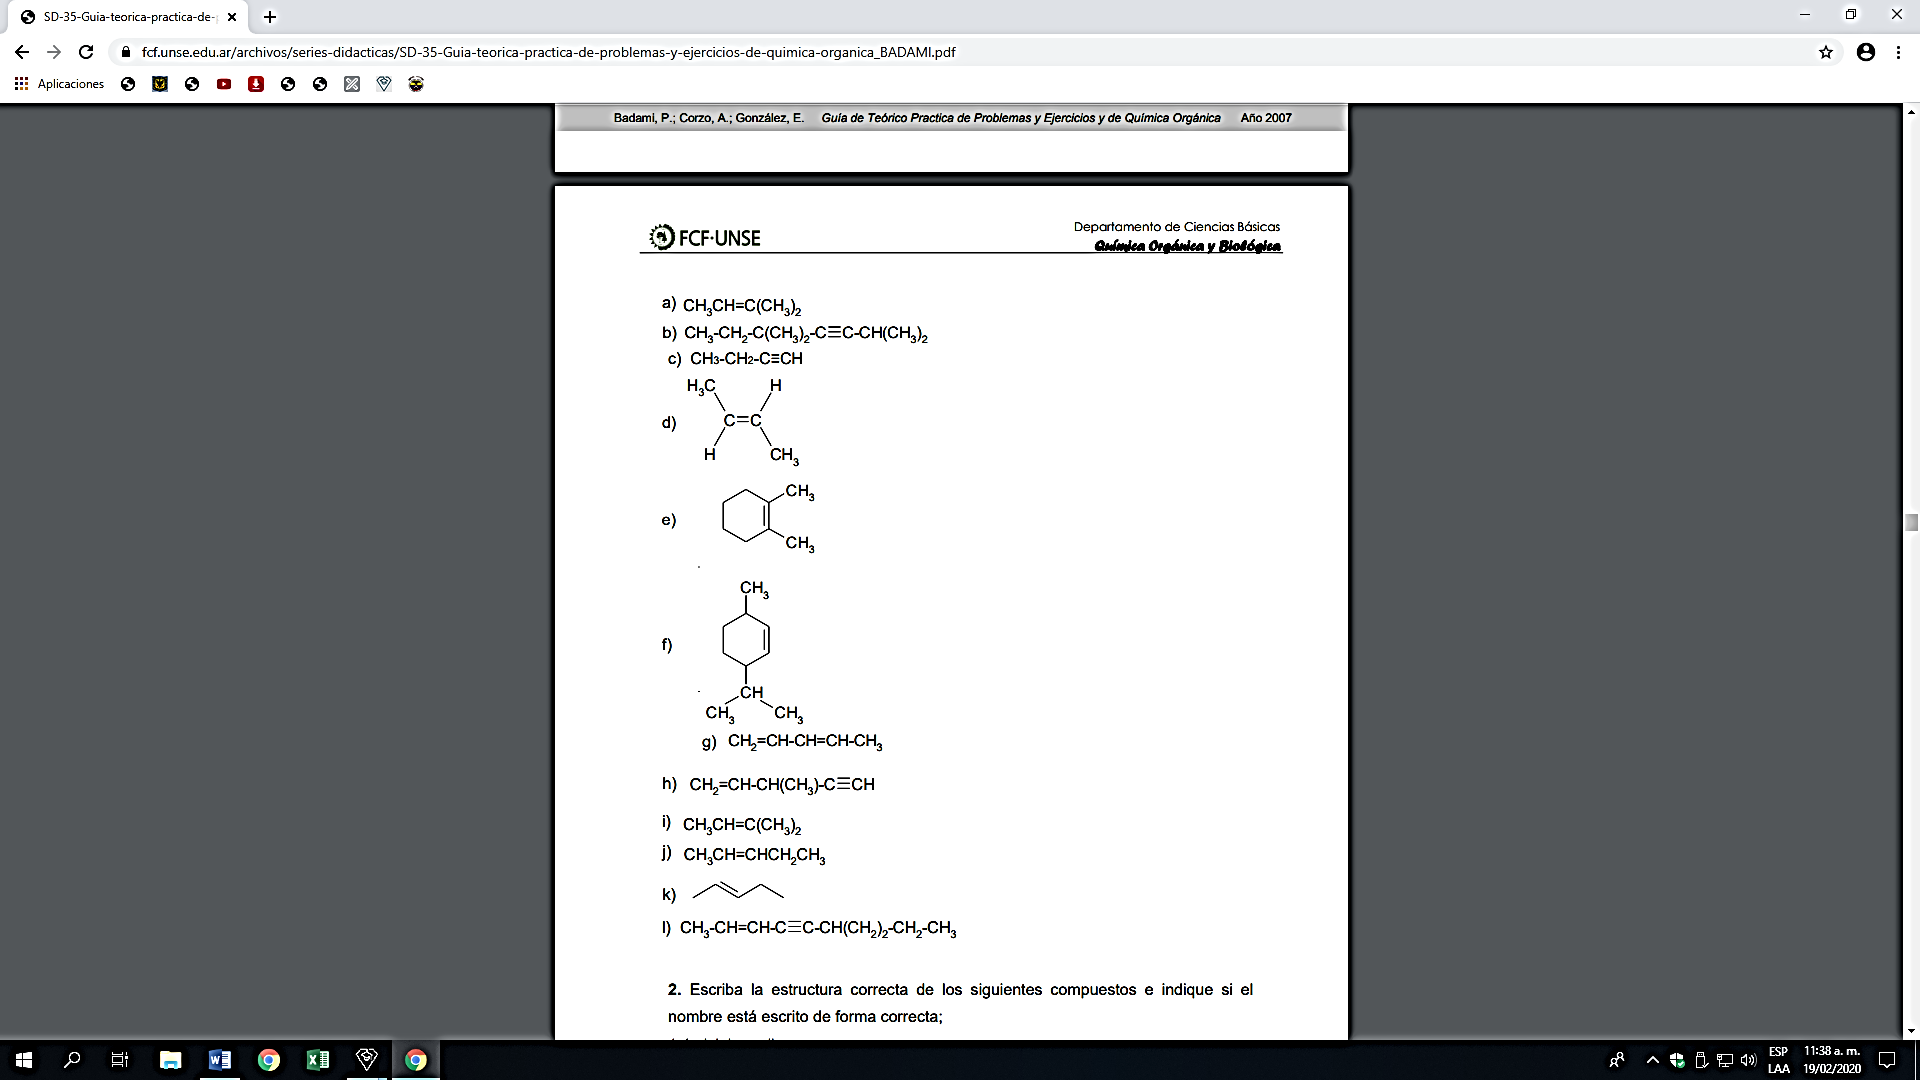 SD-35-Guia-teorica-practica-de-
fcf.unse.edu.ar/archivos/series-didacticas/SD-35-Guia-teorica-practica-de-problemas-y-ejercicios-de-quimica-organica_BADAMI.pdf
Aplicaciones
Badami, P.; Corzo, A.; González, E. Guía de Teórico Practica de Problemas y Ejercicios y de Química Orgánica Año 2007
FCF·UNSE
Departamento de Ciencias Básicas
Química Orgánica y Biológica
a) CH₃CH=C(CH₃)₂
b) CH₃-CH₂-C(CH₃)₂-C≡C-CH(CH₃)₂
c) CH3-CH2-C≡CH
H₃C H
d) C=C
H CH₃
CH₃
e)
CH₃
CH₃
f)
CH
CH₃ CH₃
g) CH₂=CH-CH=CH-CH₃
h) CH₂=CH-CH(CH₃)-C≡CH
i) CH₃CH=C(CH₃)₂
j) CH₃CH=CHCH₂CH₃
k)
l) CH₃-CH=CH-C≡C-CH(CH₂)₂-CH₂-CH₃
2. Escriba la estructura correcta de los siguientes compuestos e indique si el
nombre está escrito de forma correcta;
ESP
LAA
11:38 a. m.
19/02/2020